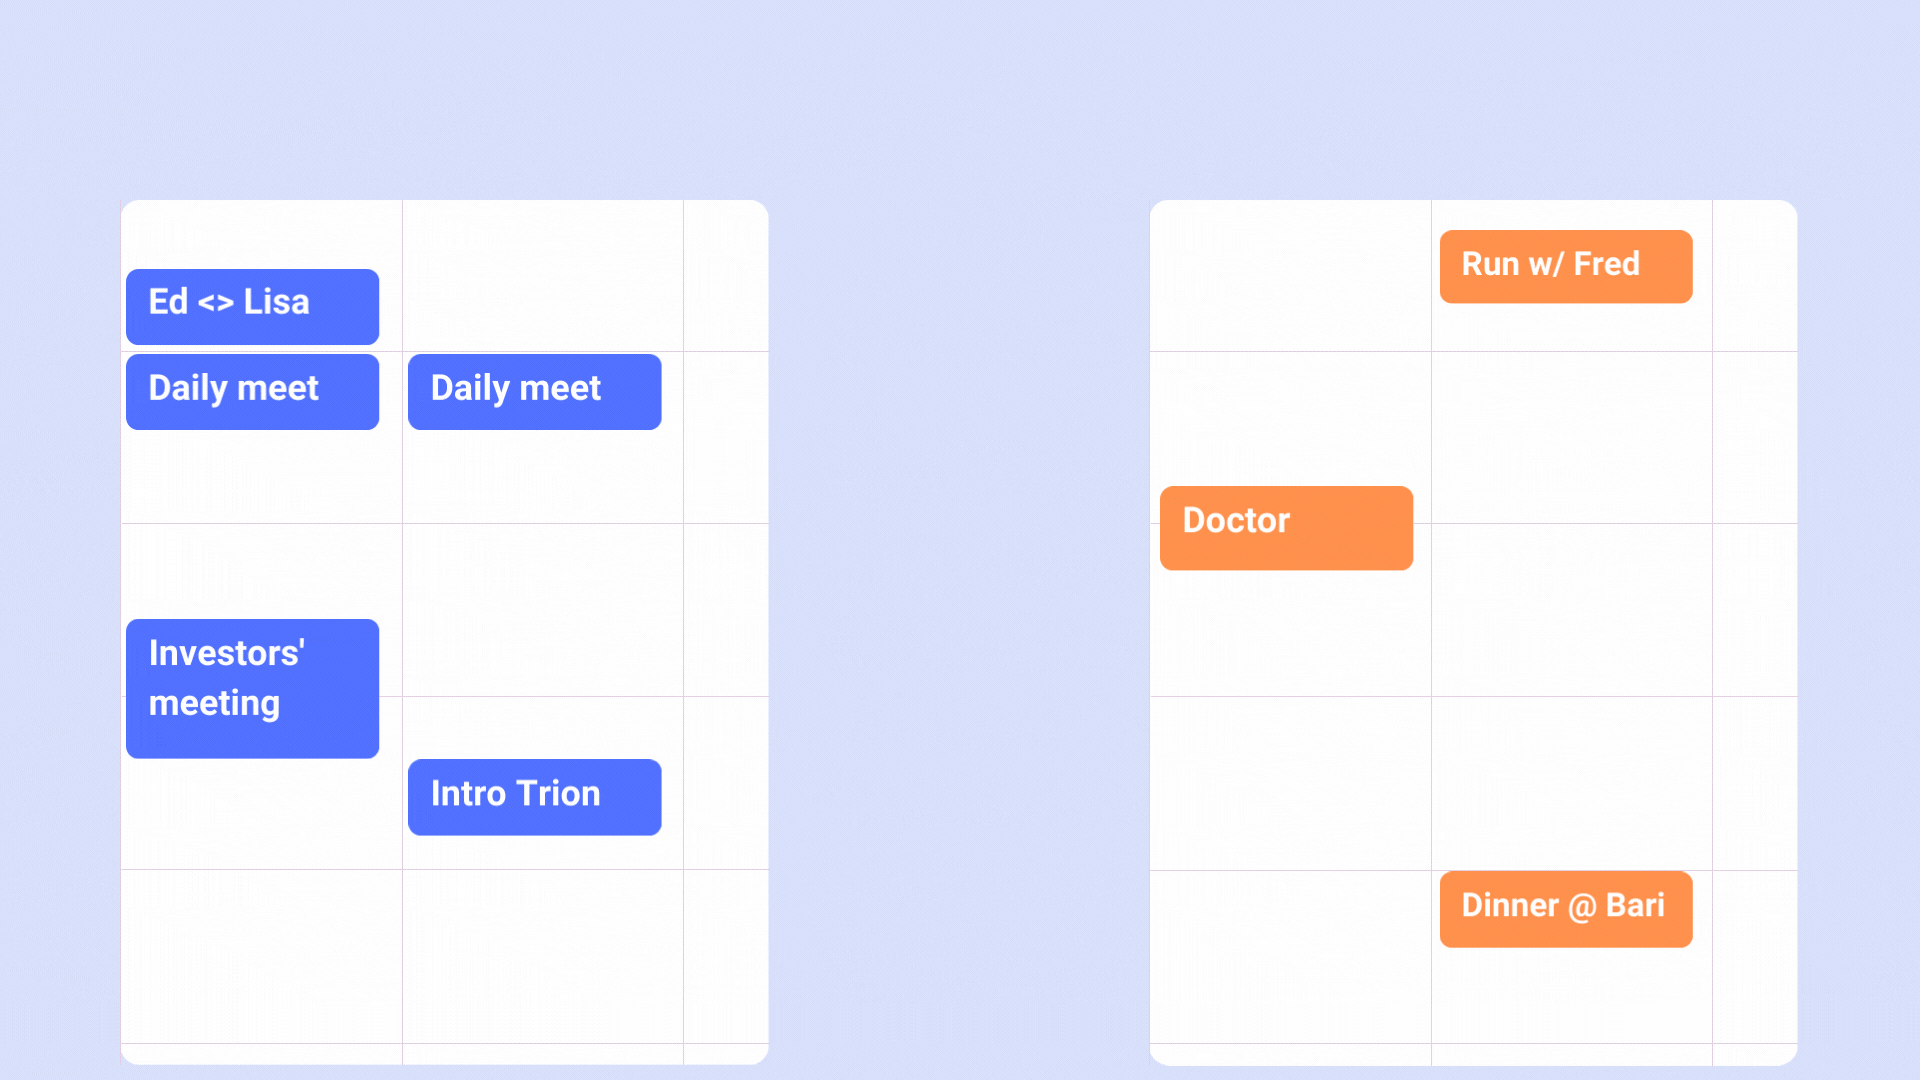 Ed <> Lisa
Daily meet
Daily meet
Investors'
meeting
Intro Trion
Run w/ Fred
Doctor
Dinner @ Bari